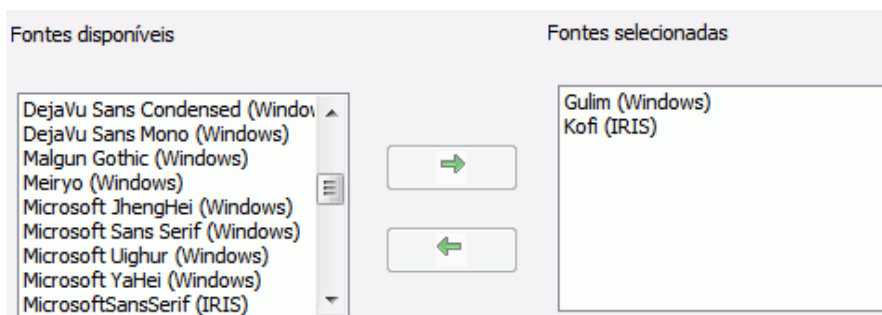 Fontes disponíveis
DejaVu Sans Condensed (Window
DejaVu Sans Mono (Windows)
Malgun Gothic (Windows)
Meiryo (Windows)
Microsoft JhengHei (Windows)
Microsoft Sans Serif (Windows)
Microsoft Uighur (Windows)
Microsoft YaHei (Windows)
MicrosoftSansSerif (IRIS)
Fontes selecionadas
Gulim (Windows)
Kofi (IRIS)